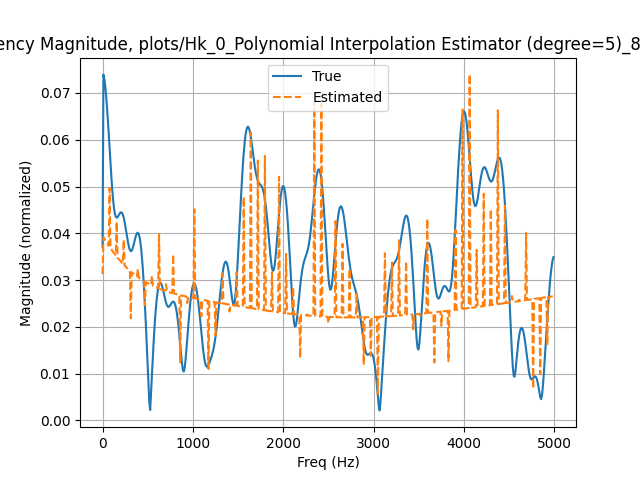 ency Magnitude, plots/Hk_0_Polynomial Interpolation Estimator (degree=5)_8
True
Estimated
Magnitude (normalized)
0.07
0.06
0.05
0.04
0.03
0.02
0.01
0.00
0 1000 2000 3000 4000 5000
Freq (Hz)